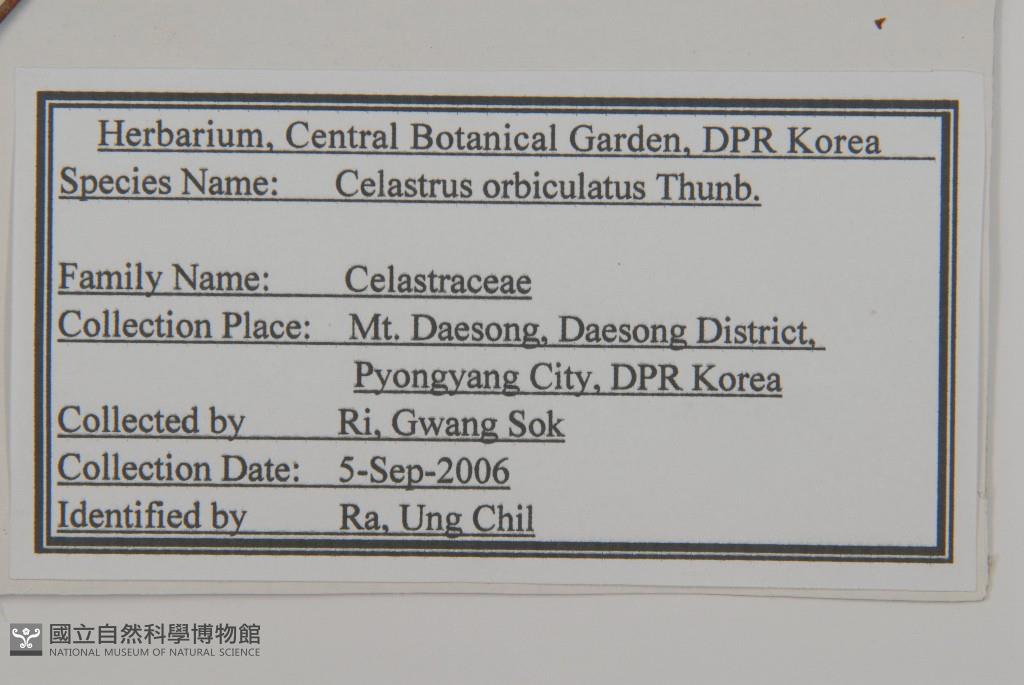 Herbarium, Central Botanical Garden, DPR Korea
Species Name: Celastrus orbiculatus Thunb.
Family Name: Celastraceae
Collection Place: Mt. Daesong, Daesong District,
Pyongyang City, DPR Korea
Collected by Ri, Gwang Sok
Collection Date: 5-Sep-2006
Identified by Ra, Ung Chil
國立自然科學博物館
NATIONAL MUSEUM OF NATURAL SCIENCE